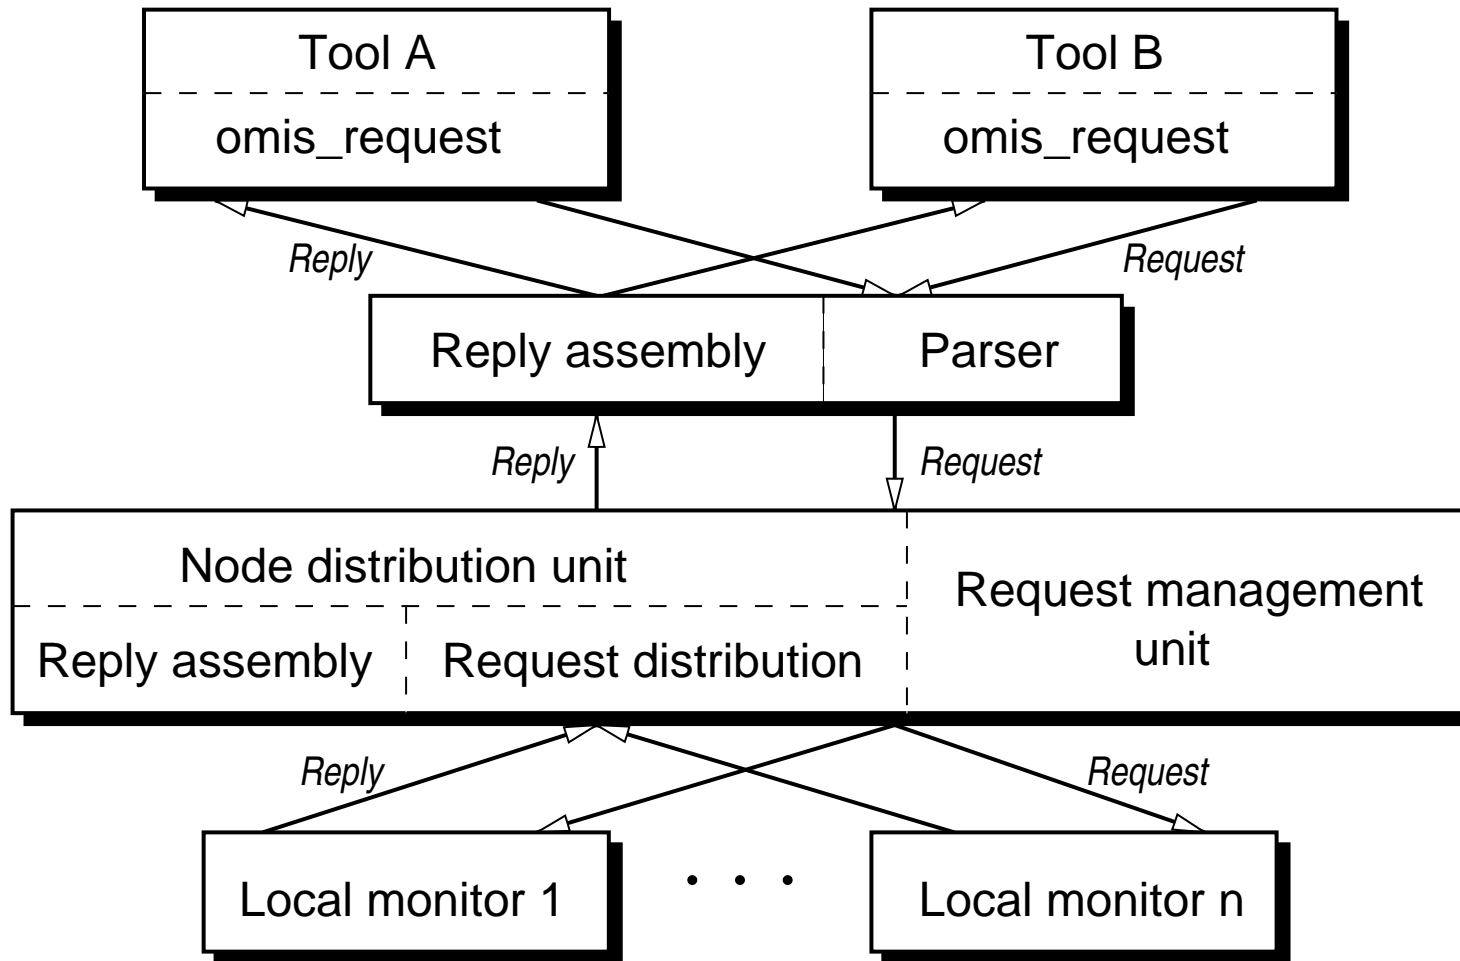 Tool A
omis_request
Tool B
omis_request
Reply
Request
Reply assembly
Parser
Reply
Request
Node distribution unit
Reply assembly
Request distribution
Request management
unit
Reply
Request
Local monitor 1
. . .
Local monitor n